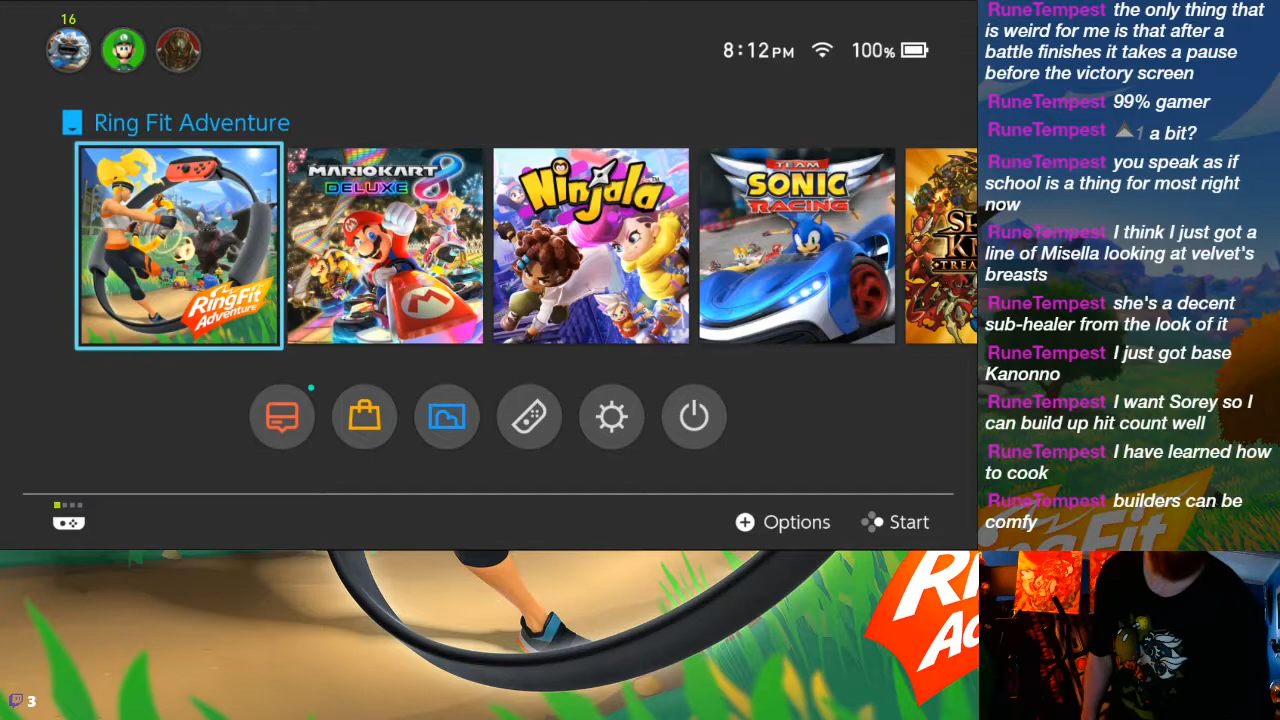 16
8:12 PM
100%
Ring Fit Adventure
RingFit
Adventure
MARIOKART 8
DELUXE
M
Ninjala
TEAM
SONIC
RACING
Options
Start
3
RuneTempest the only thing that
is weird for me is that after a
battle finishes it takes a pause
before the victory screen
RuneTempest 99% gamer
RuneTempest 1 a bit?
RuneTempest you speak as if
school is a thing for most right
now
RuneTempest I think I just got a
line of Misella looking at velvet's
breasts
RuneTempest she's a decent
sub-healer from the look of it
RuneTempest I just got base
Kanonno
RuneTempest I want Sorey so I
can build up hit count well
RuneTempest I have learned how
to cook
RuneTempest builders can be
comfy